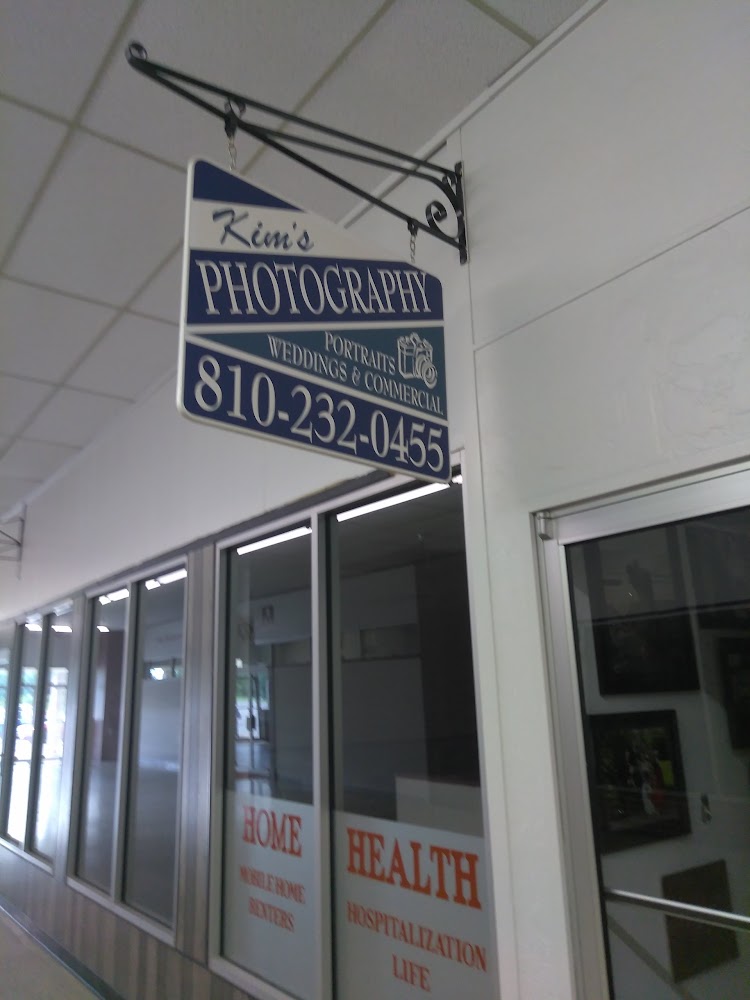 Kim's
PHOTOGRAPHY
PORTRAITS
WEDDINGS & COMMERCIAL
810-232-0455
HOME
MOBILE HOME
RENTERS
HEALTH
HOSPITALIZATION
LIFE